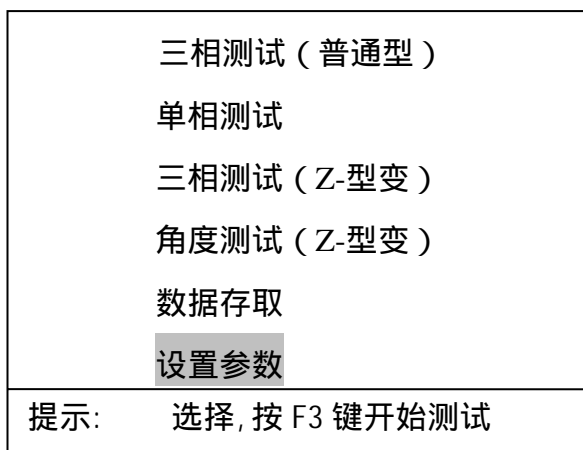 三相测试（普通型）
单相测试
三相测试（Z-型变）
角度测试（Z-型变）
数据存取
设置参数
提示: 选择,按 F3 键开始测试